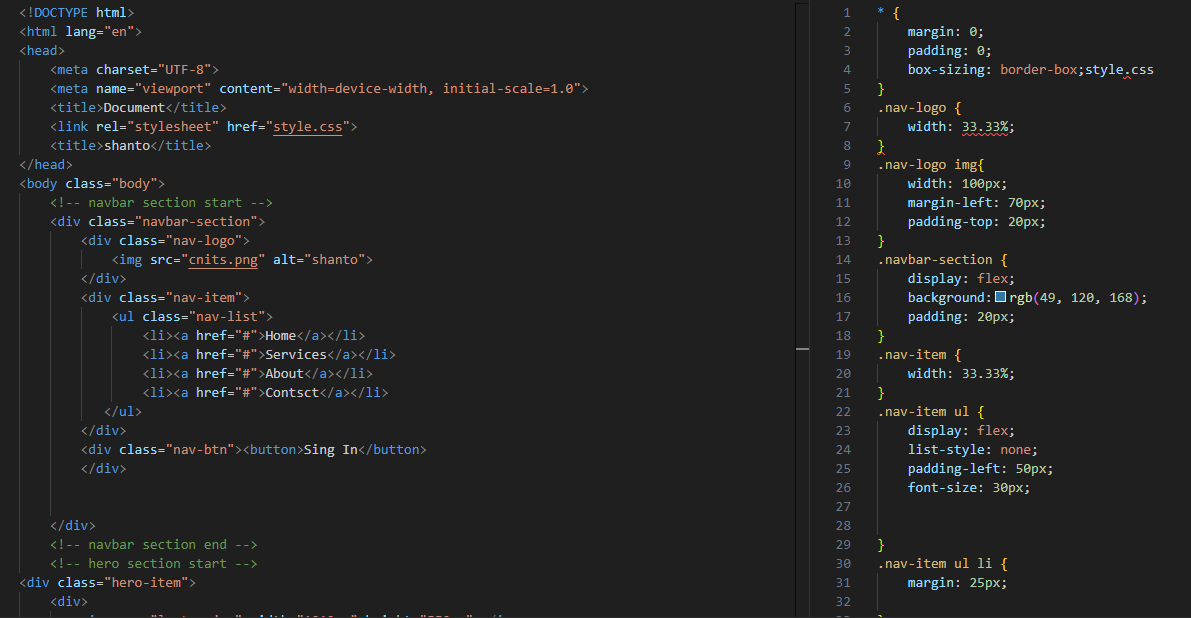 <!DOCTYPE html>
<html lang="en">
<head>
    <meta charset="UTF-8">
    <meta name="viewport" content="width=device-width, initial-scale=1.0">
    <title>Document</title>
    <link rel="stylesheet" href="style.css">
    <title>shanto</title>
</head>
<body class="body">
    <!-- navbar section start -->
    <div class="navbar-section">
        <div class="nav-logo">
            <img src="cnits.png" alt="shanto">
        </div>
        <div class="nav-item">
            <ul class="nav-list">
                <li><a href="#">Home</a></li>
                <li><a href="#">Services</a></li>
                <li><a href="#">About</a></li>
                <li><a href="#">Contsct</a></li>
           </ul>
        </div>
        <div class="nav-btn"><button>Sing In</button>
        </div>
    </div>
    <!-- navbar section end -->
    <!-- hero section start -->
<div class="hero-item">
    <div>
1 * {
2     margin: 0;
3     padding: 0;
4     box-sizing: border-box;style.css
5 }
6 .nav-logo {
7     width: 33.33%;
8 }
9 .nav-logo img{
10     width: 100px;
11     margin-left: 70px;
12     padding-top: 20px;
13 }
14 .navbar-section {
15     display: flex;
16     background:rgb(49, 120, 168);
17     padding: 20px;
18 }
19 .nav-item {
20     width: 33.33%;
21 }
22 .nav-item ul {
23     display: flex;
24     list-style: none;
25     padding-left: 50px;
26     font-size: 30px;
27
28
29 }
30 .nav-item ul li {
31     margin: 25px;
32